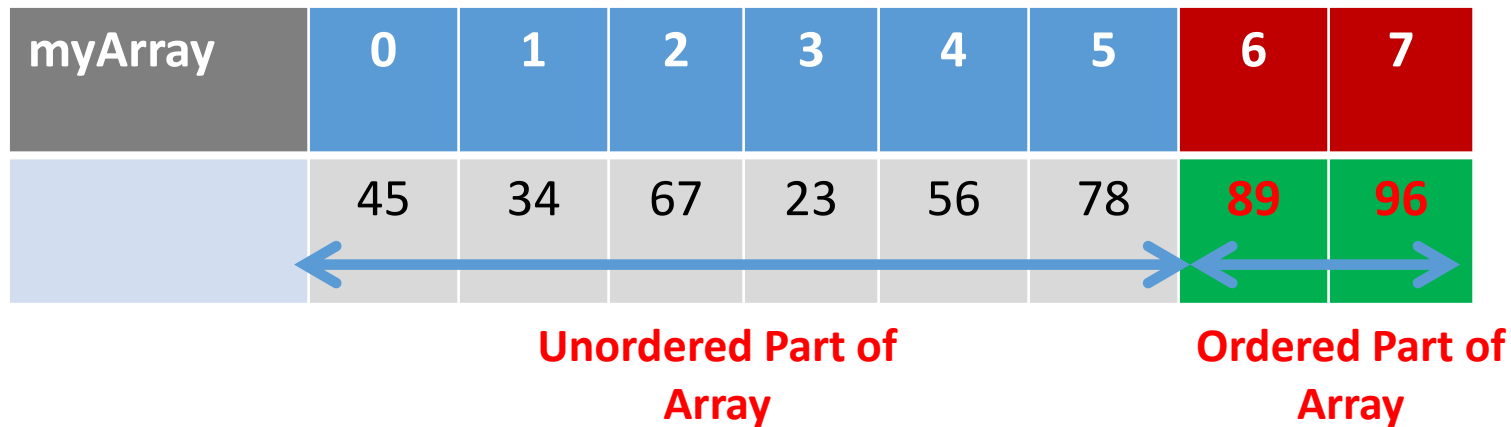 myArray 0 1 2 3 4 5 6 7
45 34 67 23 56 78 89 96
Unordered Part of
Array
Ordered Part of
Array